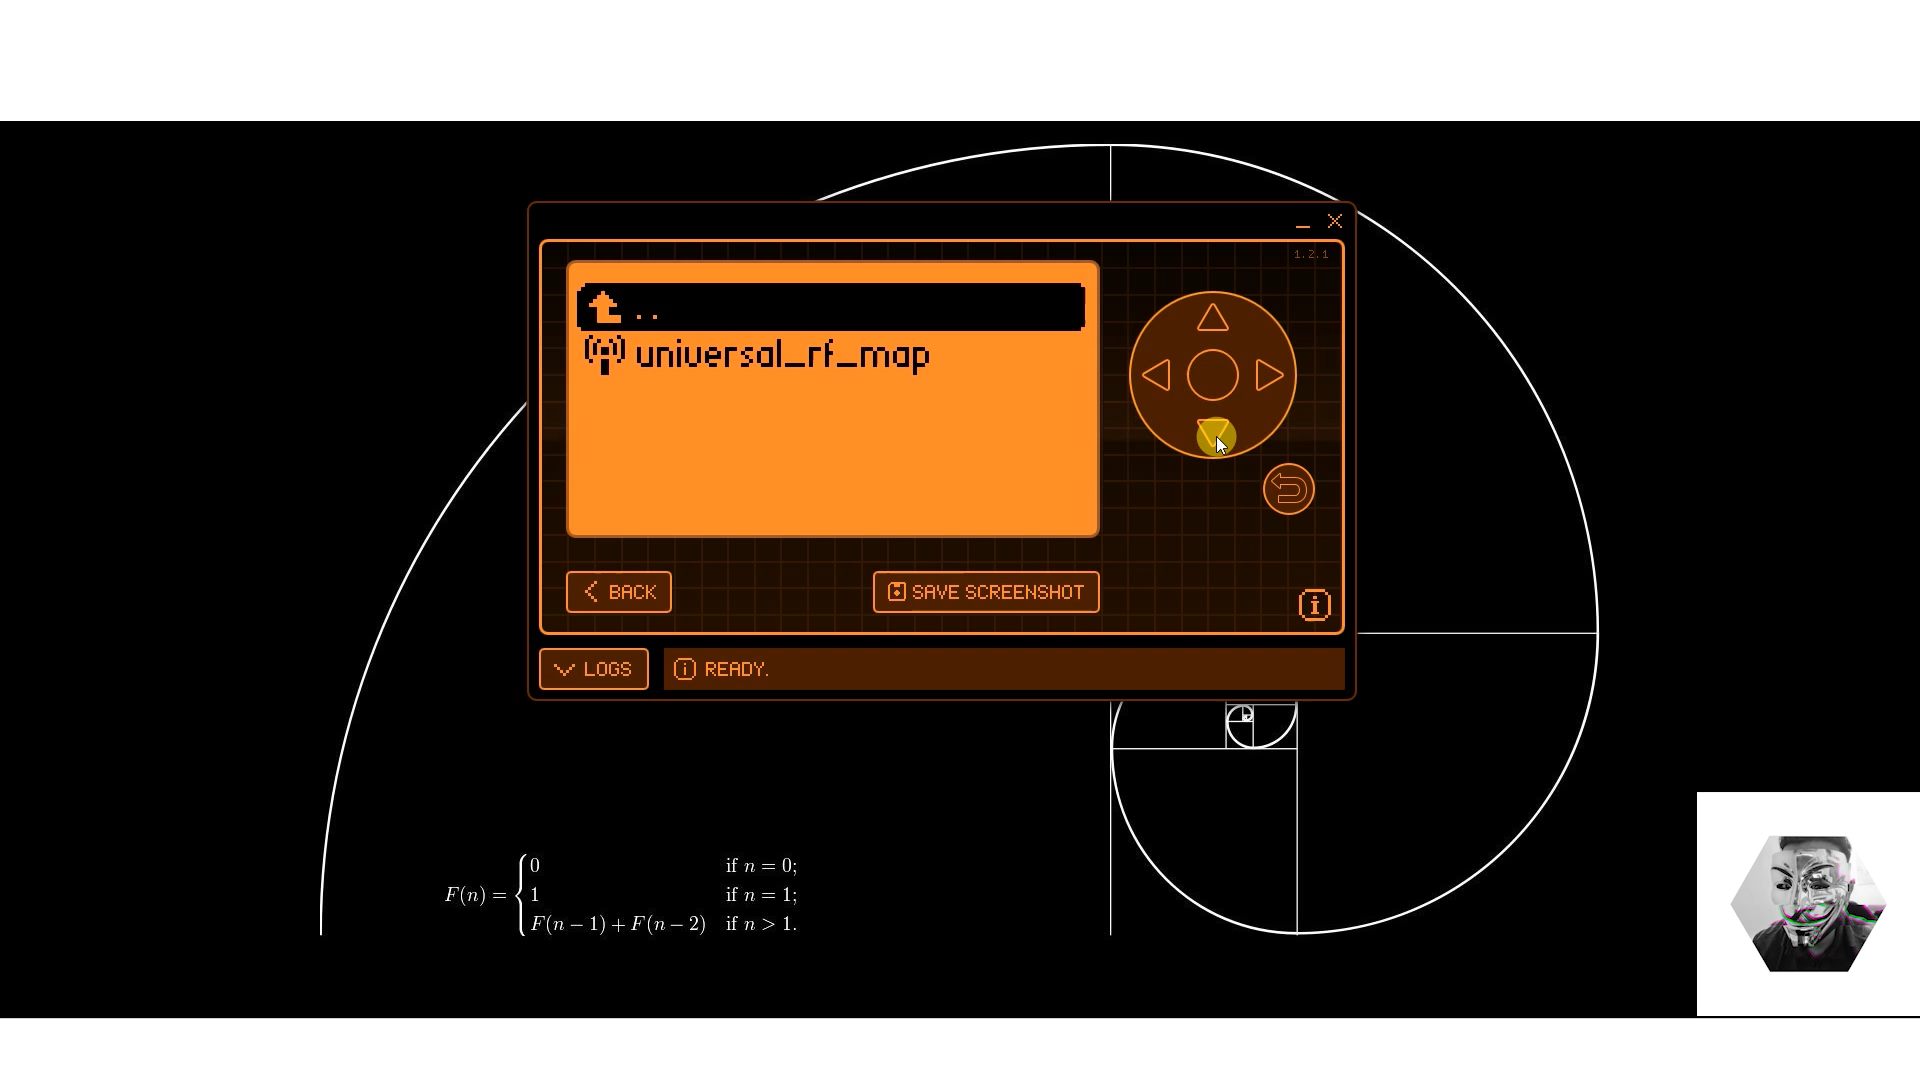 1.2.1
..
universal_rf_map
BACK
SAVE SCREENSHOT
LOGS
READY.
F(n) = { 0 if n = 0;
1 if n = 1;
F(n − 1) + F(n − 2) if n > 1.